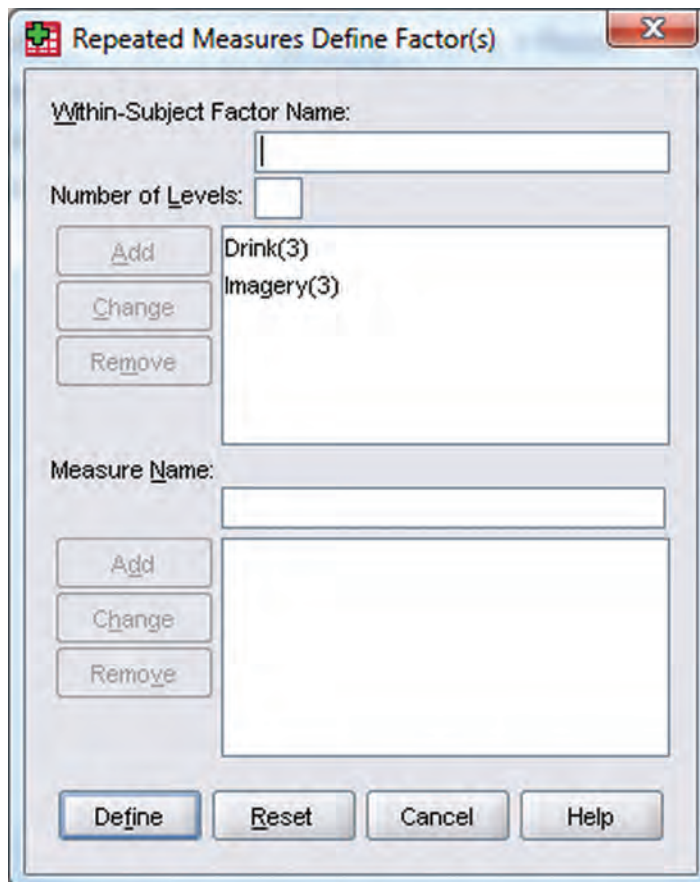 Repeated Measures Define Factor(s)
Within-Subject Factor Name:
Number of Levels:
Add
Change
Remove
Drink(3)
Imagery(3)
Measure Name:
Add
Change
Remove
Define
Reset
Cancel
Help